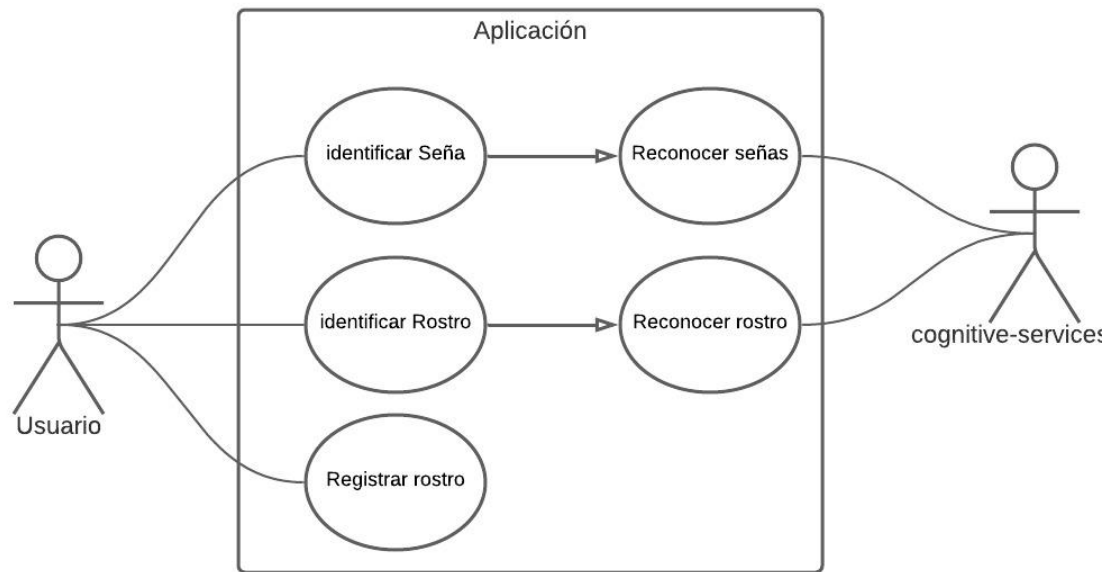 Aplicación
identificar Seña
Reconocer señas
identificar Rostro
Reconocer rostro
cognitive-services
Usuario
Registrar rostro